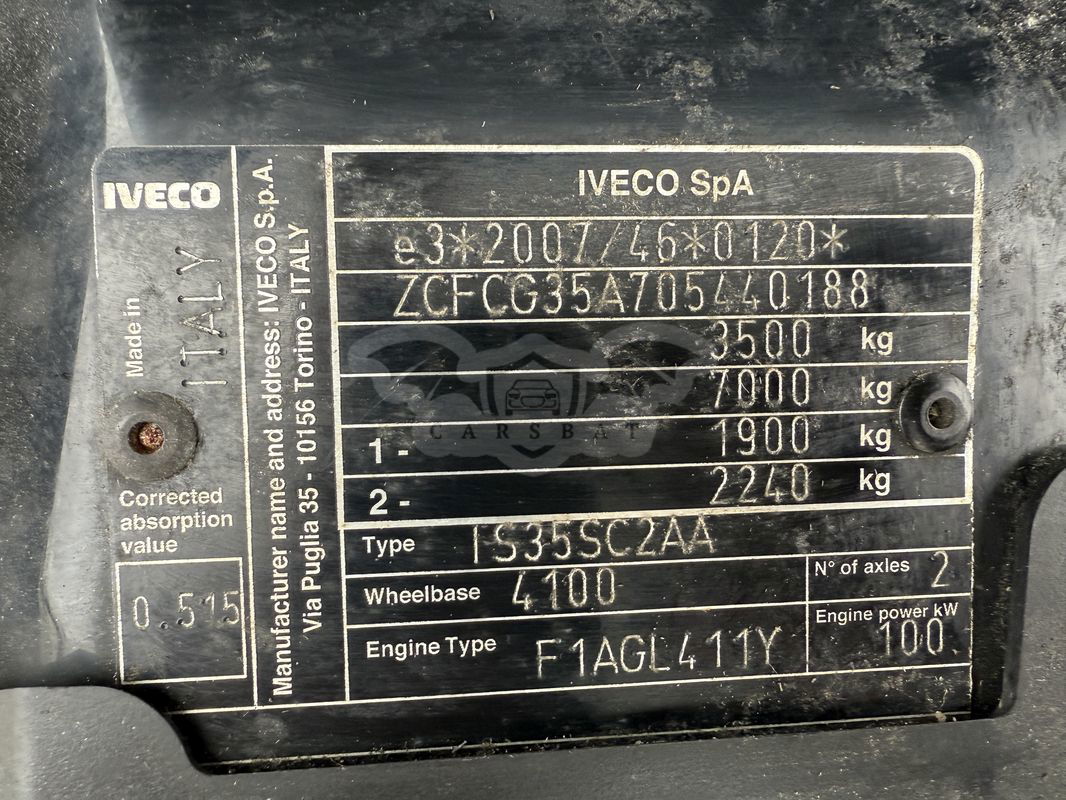 IVECO
Made in
ITALY
Corrected
absorption
value
0.515
Manufacturer name and address: IVECO S.p.A.
Via Puglia 35 - 10156 Torino - ITALY
IVECO SpA
e3*2007/46*0120*
ZCFCG35A705440188
3500 kg
7000 kg
1- 1900 kg
2- 2240 kg
Type IS35SC2AA
Wheelbase 4100
N° of axles 2
Engine Type F1AGL411Y
Engine power kW
100.
CARSBAT